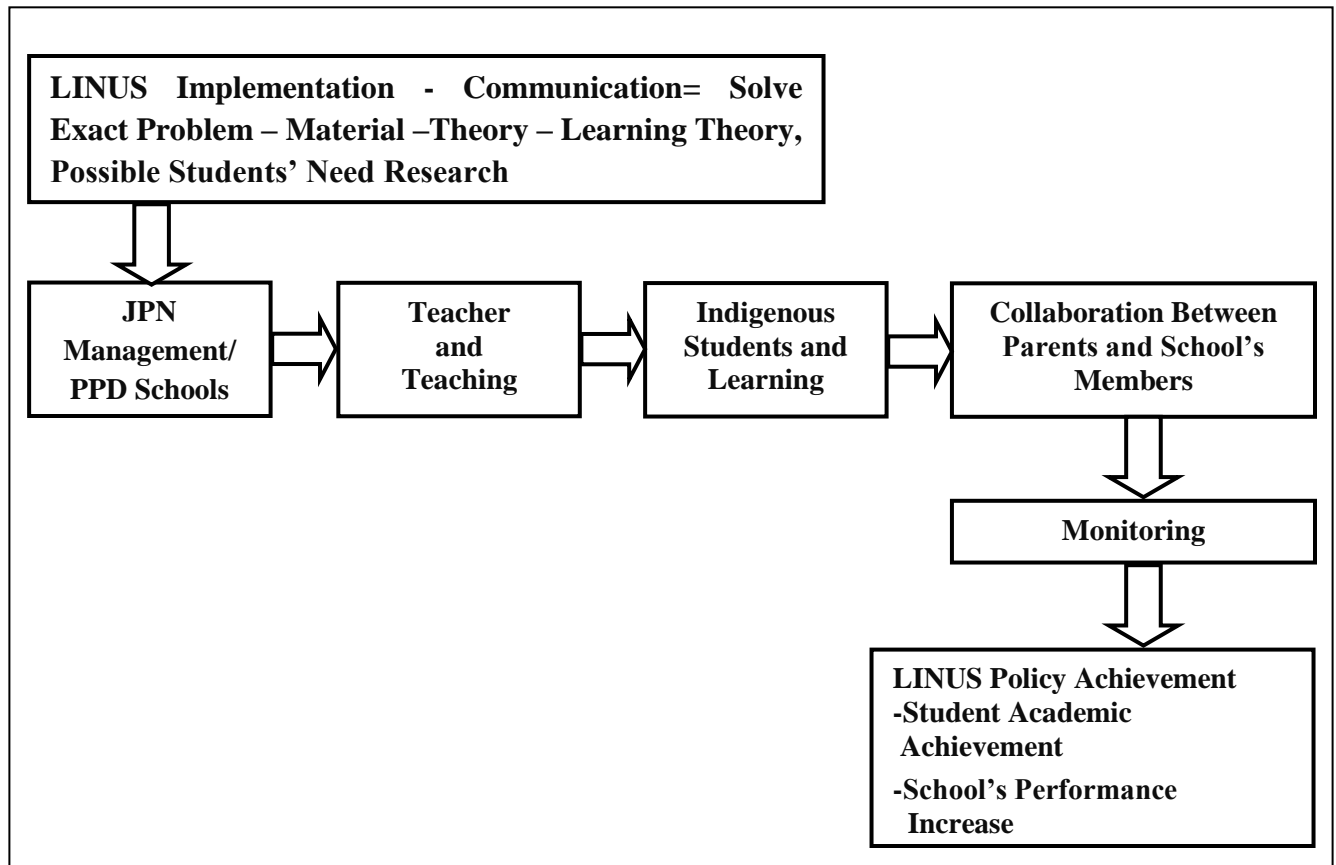 LINUS Implementation - Communication= Solve
Exact Problem – Material –Theory – Learning Theory,
Possible Students’ Need Research
JPN
Management/
PPD Schools
Teacher
and
Teaching
Indigenous
Students and
Learning
Collaboration Between
Parents and School’s
Members
Monitoring
LINUS Policy Achievement
-Student Academic
Achievement
-School’s Performance
Increase